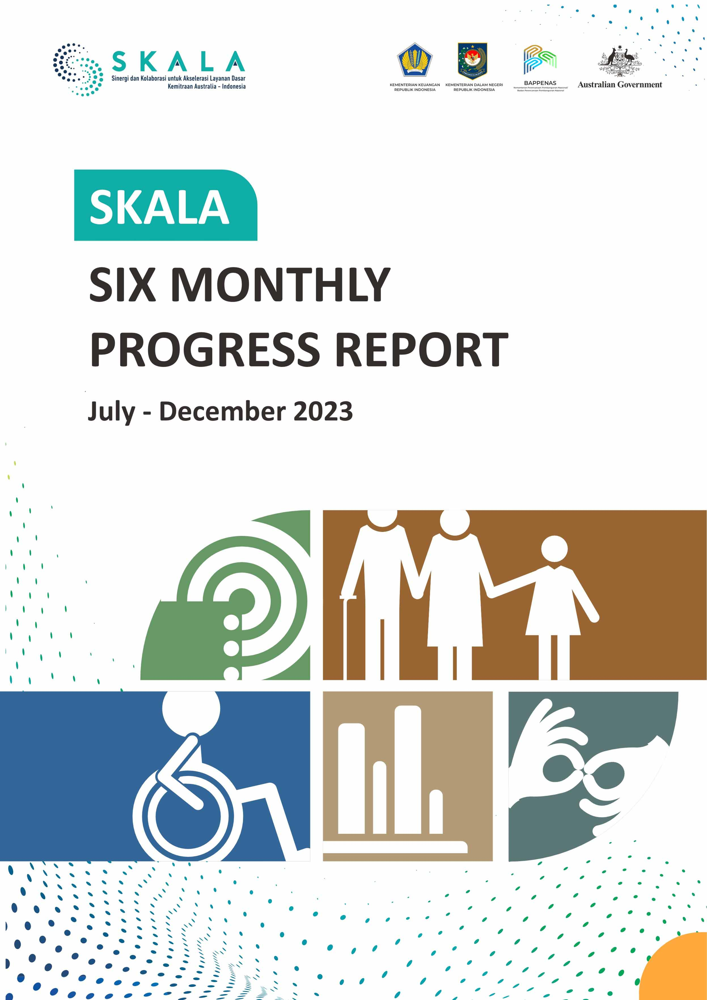 SKALA
Sinergi dan Kolaborasi untuk Akselerasi Layanan Dasar
Kemitraan Australia - Indonesia
KEMENTERIAN KEUANGAN
REPUBLIK INDONESIA
KEMENTERIAN DALAM NEGERI
REPUBLIK INDONESIA
BAPPENAS
Kementerian Perencanaan Pembangunan Nasional/
Badan Perencanaan Pembangunan Nasional
AUSTRALIA
Australian Government
SKALA
SIX MONTHLY
PROGRESS REPORT
July - December 2023